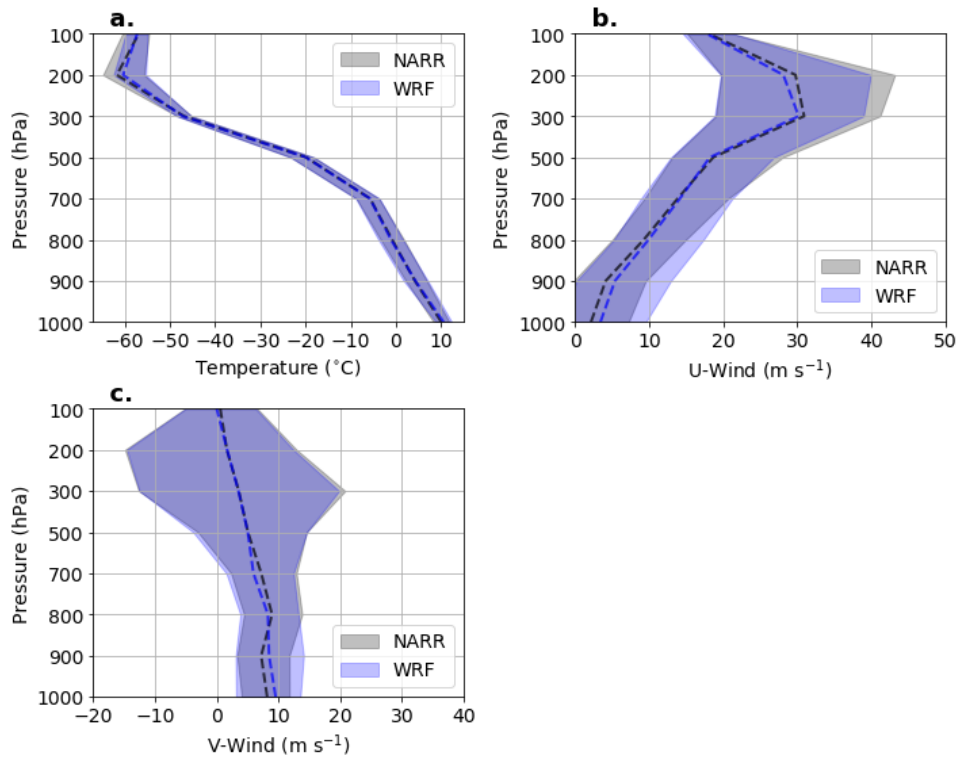 a.
100
200
300
500
700
800
900
1000
Pressure (hPa)
NARR
WRF
−60 −50 −40 −30 −20 −10 0 10
Temperature (°C)
b.
100
200
300
500
700
800
900
1000
Pressure (hPa)
NARR
WRF
0 10 20 30 40 50
U-Wind (m s⁻¹)
c.
100
200
300
500
700
800
900
1000
Pressure (hPa)
NARR
WRF
−20 −10 0 10 20 30 40
V-Wind (m s⁻¹)